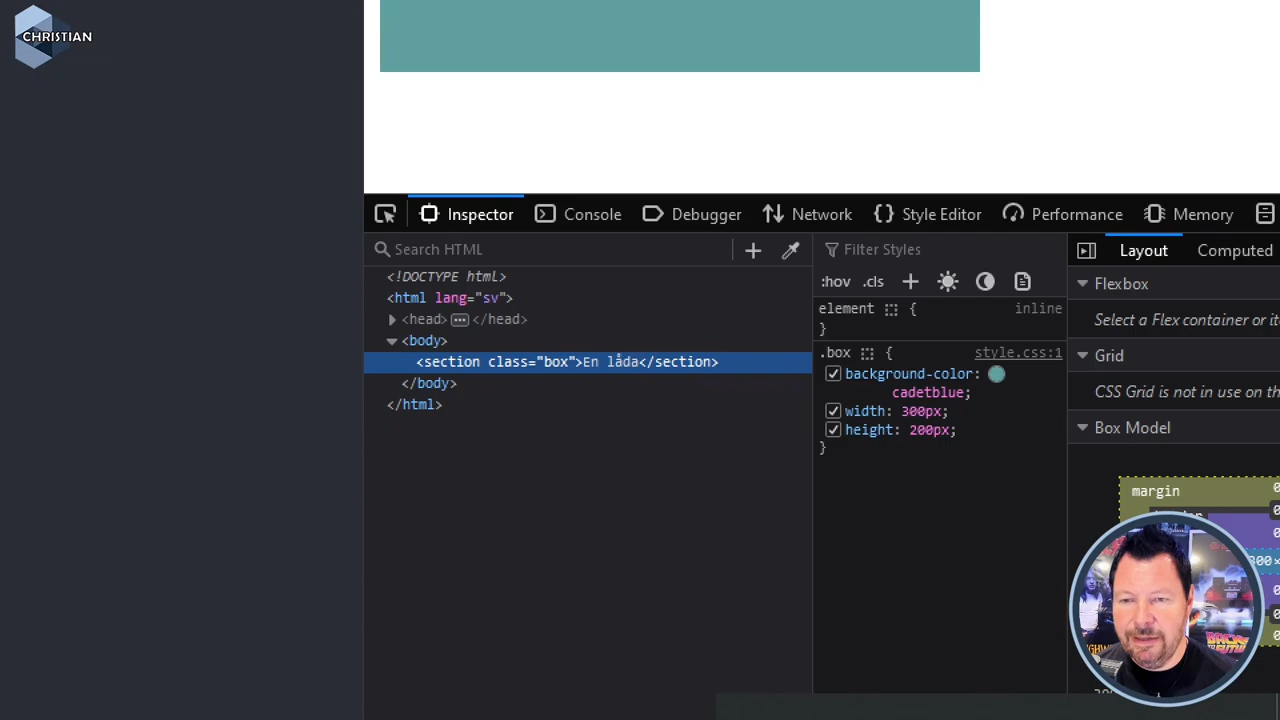 CHRISTIAN
Inspector Console Debugger Network Style Editor Performance Memory
Search HTML
Filter Styles
Layout Computed
:hov .cls
<!DOCTYPE html>
<html lang="sv">
<head> </head>
<body>
<section class="box">En låda</section>
</body>
</html>
element {
inline
}
.box {
style.css:1
background-color:
cadetblue;
width: 300px;
height: 200px;
}
Flexbox
Select a Flex container or it
Grid
CSS Grid is not in use on th
Box Model
margin